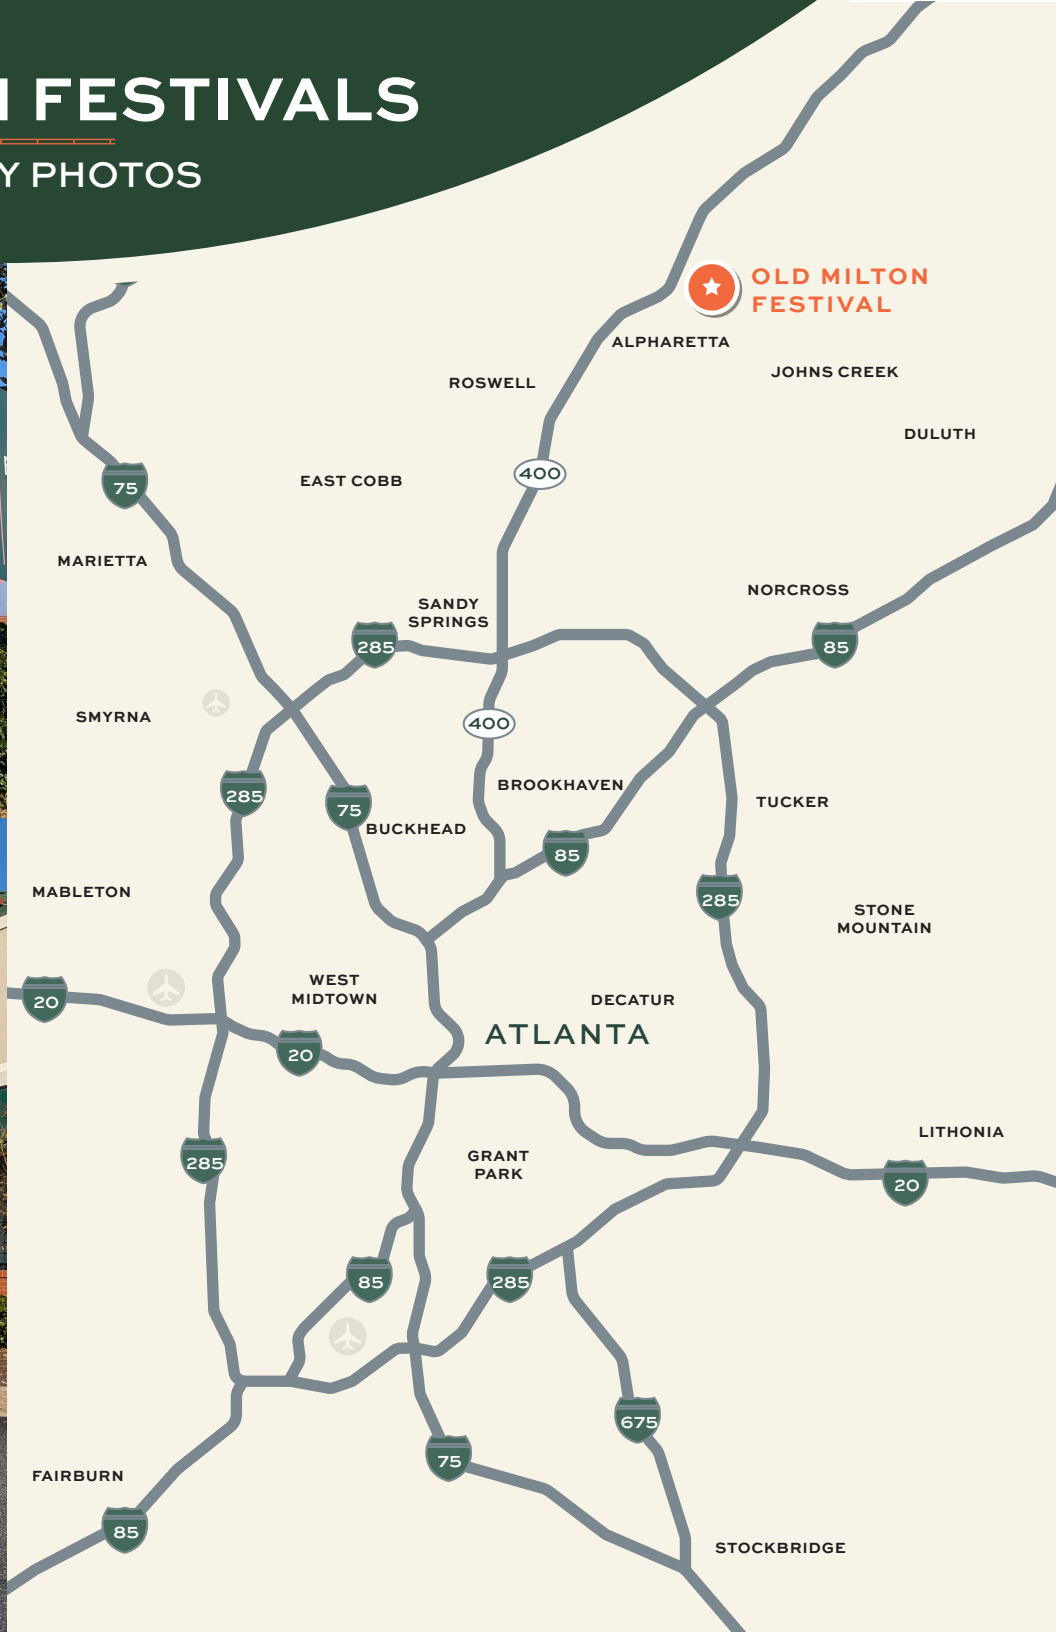 FESTIVALS
Y PHOTOS
OLD MILTON
FESTIVAL
ALPHARETTA
JOHNS CREEK
ROSWELL
DULUTH
400
EAST COBB
75
MARIETTA
NORCROSS
SANDY
SPRINGS
285
85
SMYRNA
400
BROOKHAVEN
285
TUCKER
75
BUCKHEAD
85
MABLETON
285
STONE
MOUNTAIN
WEST
MIDTOWN
20
DECATUR
ATLANTA
20
LITHONIA
GRANT
PARK
285
20
85
285
675
75
FAIRBURN
85
STOCKBRIDGE